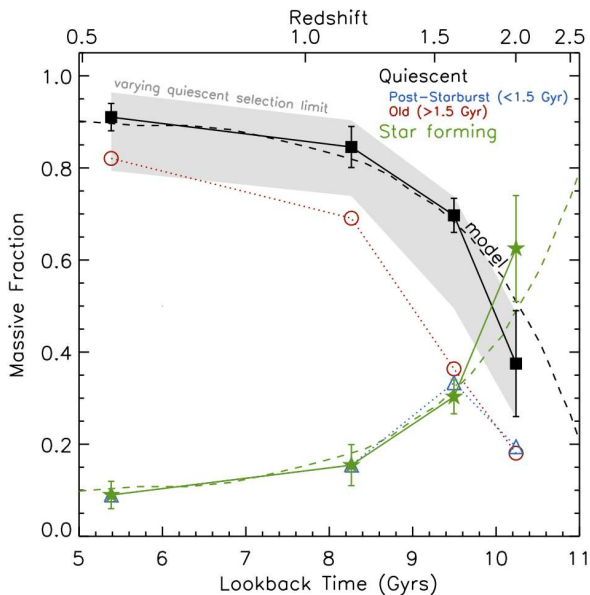 Redshift
0.5 1.0 1.5 2.0 2.5
1.0
0.8
0.6
0.4
0.2
0.0
Massive Fraction
varying quiescent selection limit
Quiescent
Post-Starburst (<1.5 Gyr)
Old (>1.5 Gyr)
Star forming
model
5 6 7 8 9 10 11
Lookback Time (Gyrs)